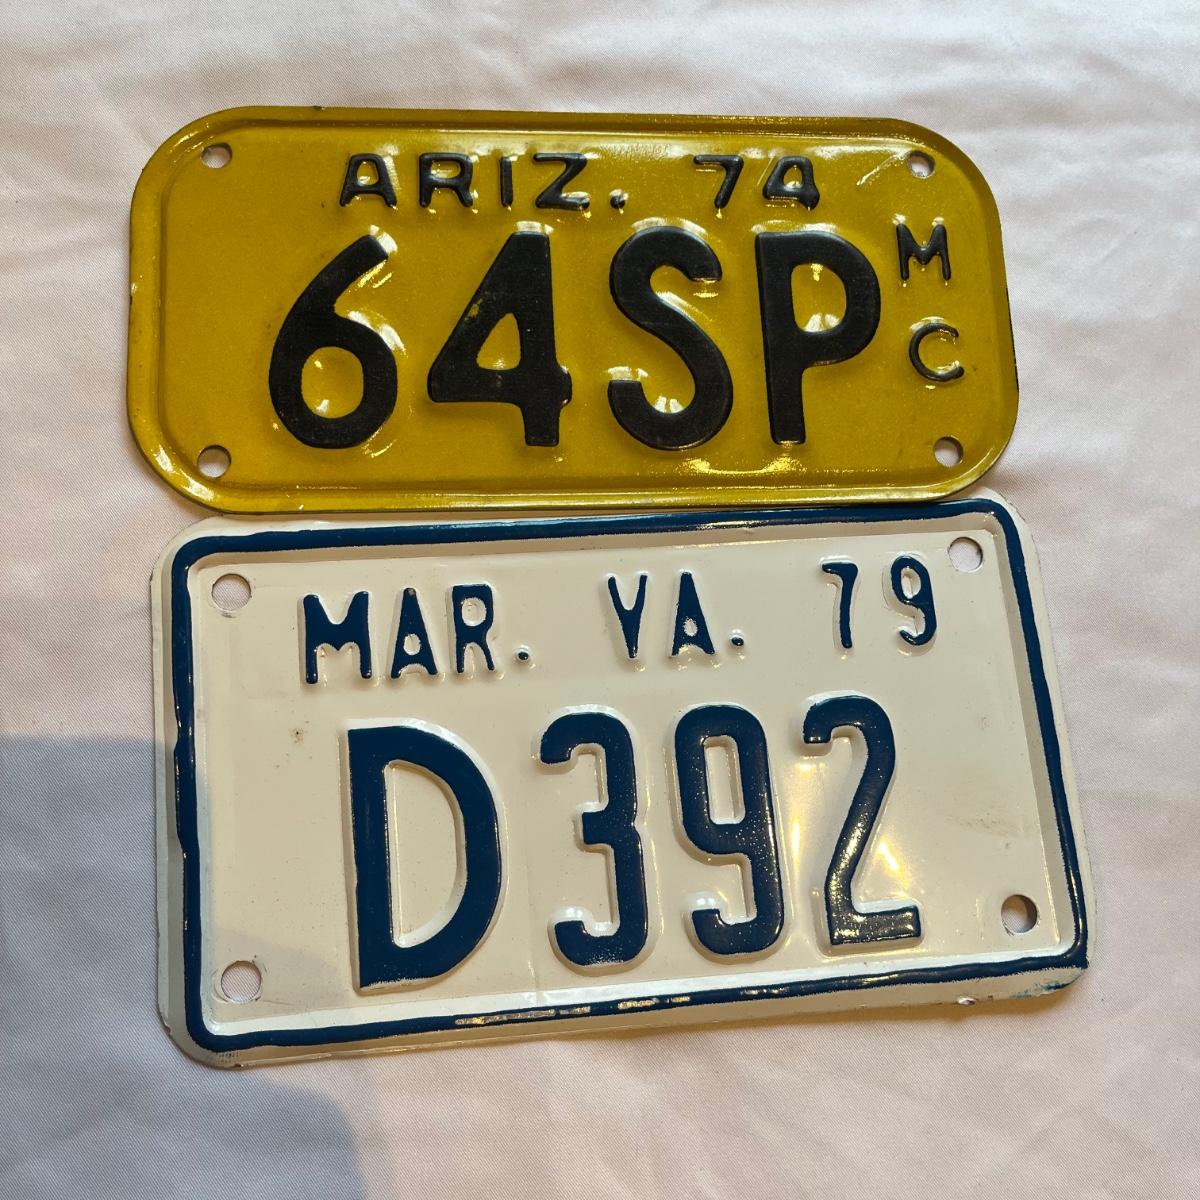 ARIZ. 74
64SP
M
C
MAR. VA. 79
D392